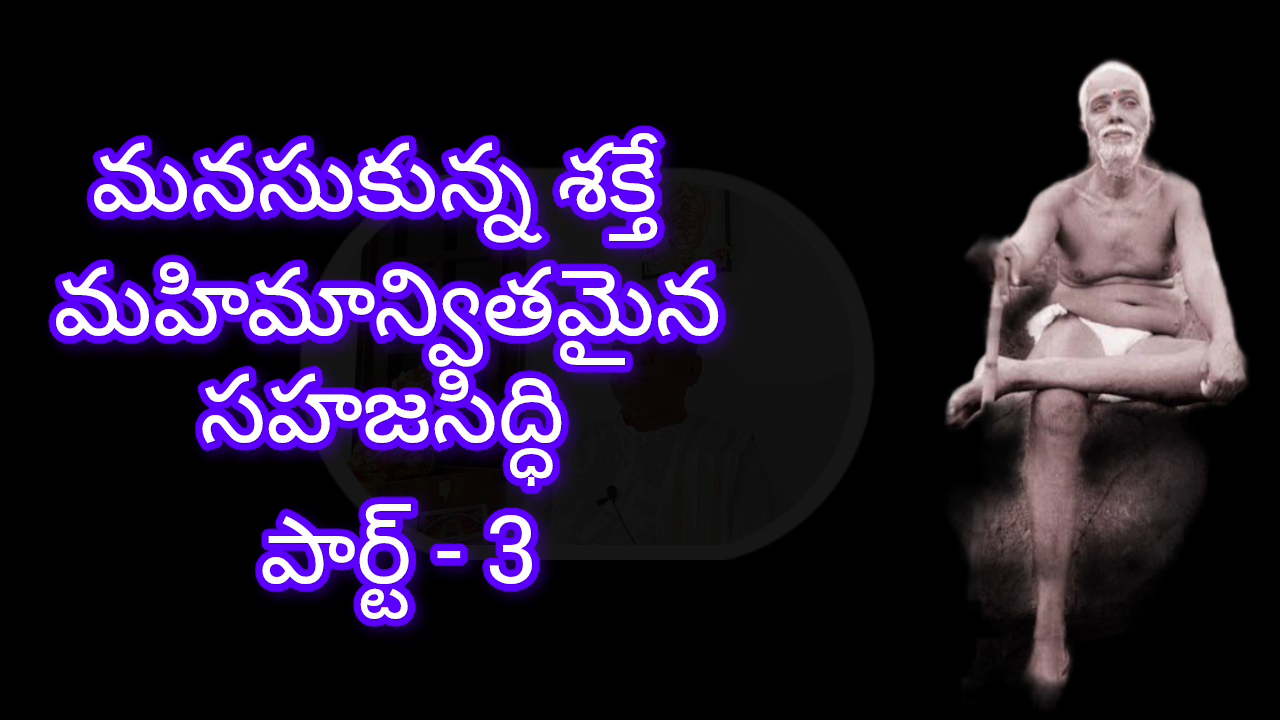 మనసుకున్న శక్తే
మహిమాన్వితమైన
సహజసిద్ధి
పార్ట్ - 3